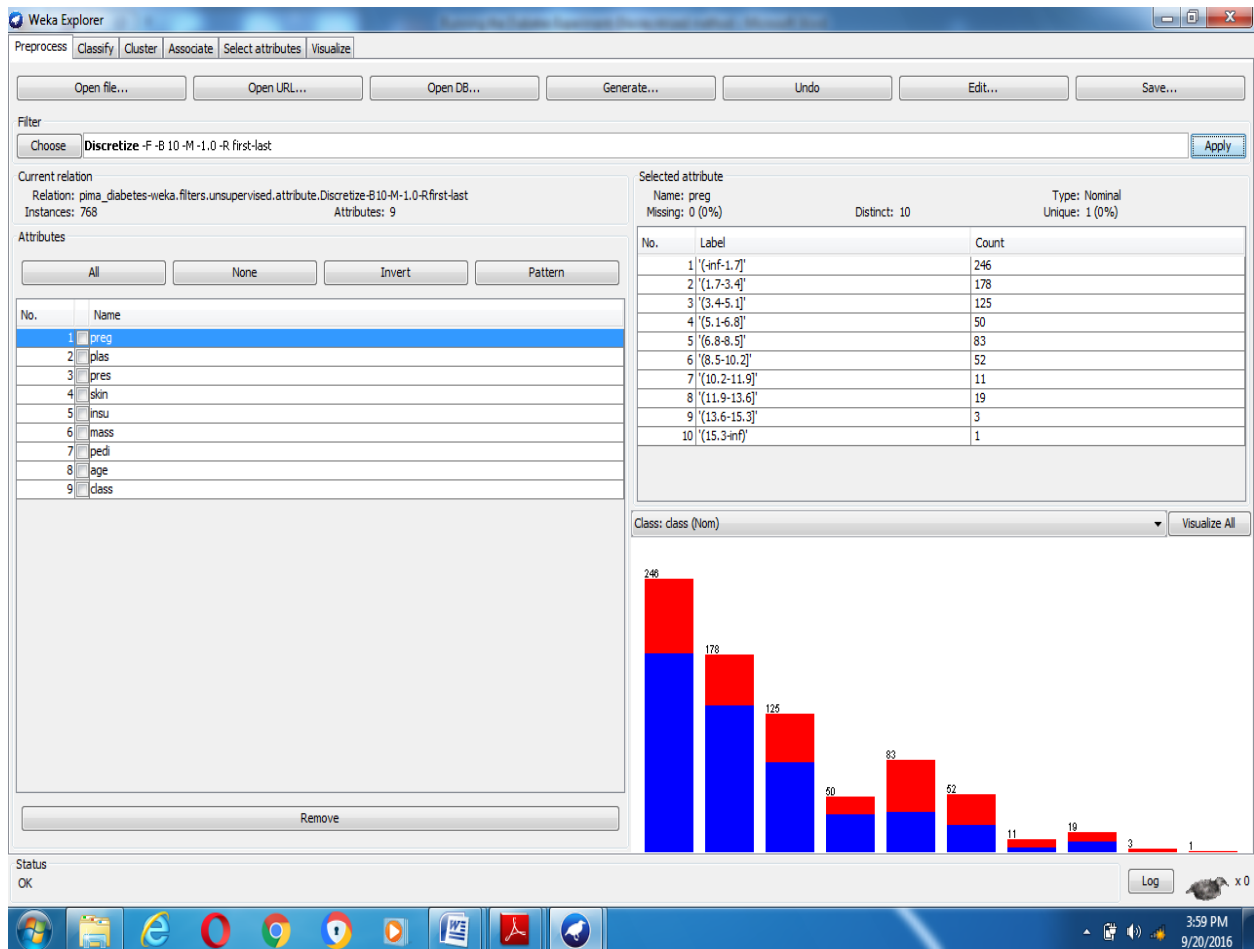 Weka Explorer
Preprocess Classify Cluster Associate Select attributes Visualize
Open file... Open URL... Open DB... Generate... Undo Edit... Save...
Filter
Choose Discretize -F -B 10 -M -1.0 -R first-last Apply
Current relation
Relation: pima_diabetes-weka.filters.unsupervised.attribute.Discretize-B10-M-1.0-Rfirst-last
Instances: 768 Attributes: 9
Attributes
All None Invert Pattern
No. Name
1 preg
2 plas
3 pres
4 skin
5 insu
6 mass
7 pedi
8 age
9 class
Remove
Selected attribute
Name: preg Type: Nominal
Missing: 0 (0%) Distinct: 10 Unique: 1 (0%)
No. Label Count
1 '(-inf-1.7]' 246
2 '(1.7-3.4]' 178
3 '(3.4-5.1]' 125
4 '(5.1-6.8]' 50
5 '(6.8-8.5]' 83
6 '(8.5-10.2]' 52
7 '(10.2-11.9]' 11
8 '(11.9-13.6]' 19
9 '(13.6-15.3]' 3
10 '(15.3-inf)' 1
Class: class (Nom) Visualize All
246
178
125
50
83
52
11
19
3
1
Status
OK
Log x 0
3:59 PM
9/20/2016